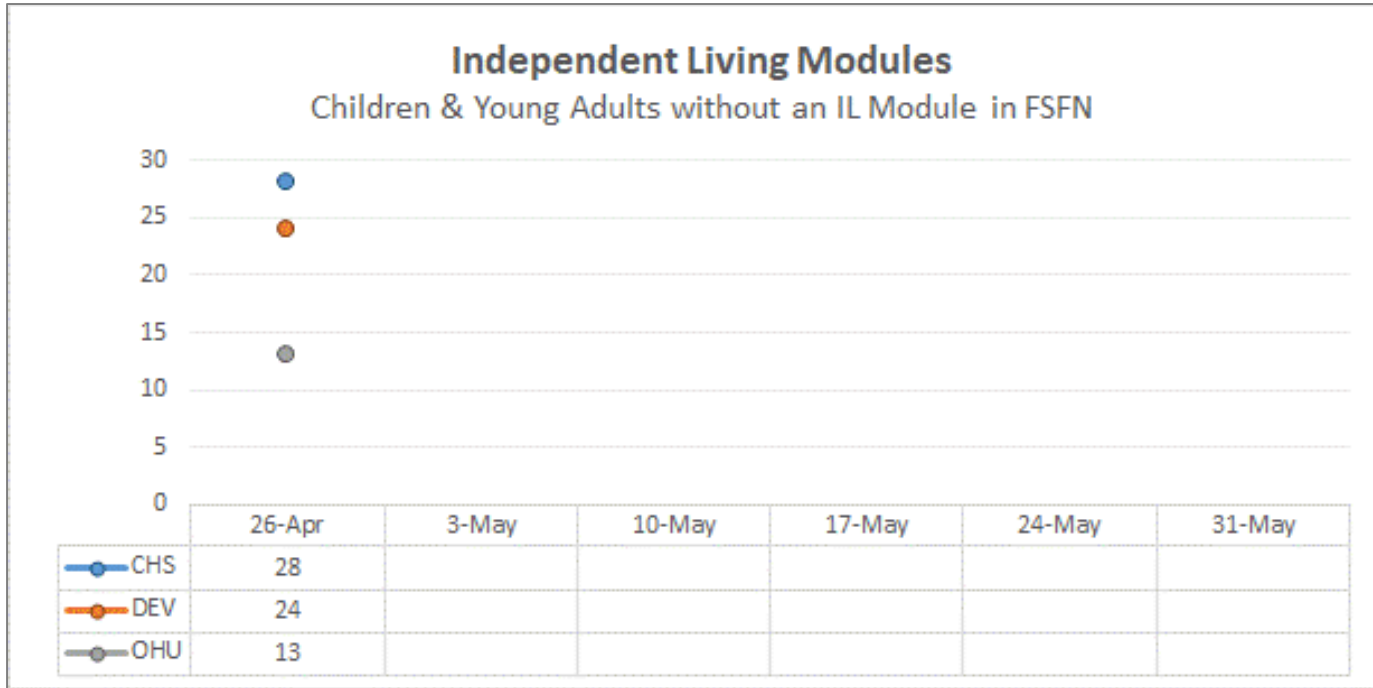 Independent Living Modules
Children & Young Adults without an IL Module in FSFN
30
25
20
15
10
5
0
26-Apr 3-May 10-May 17-May 24-May 31-May
CHS 28
DEV 24
OHU 13